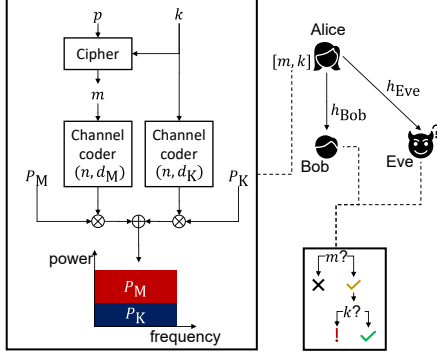 p
k
Cipher
m
Channel coder (n, d_M)
Channel coder (n, d_K)
P_M
P_K
power
P_M
P_K
frequency
Alice
[m, k]
h_Bob
h_Eve
Bob
Eve
?
m?
k?
!